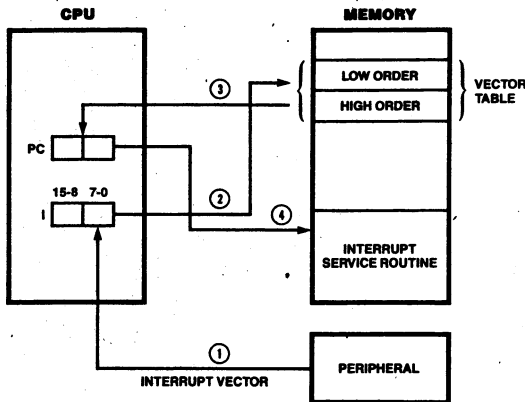 CPU
MEMORY
LOW ORDER
HIGH ORDER
VECTOR
TABLE
3
PC
15-8 7-0
I
2
4
INTERRUPT
SERVICE ROUTINE
1
INTERRUPT VECTOR
PERIPHERAL